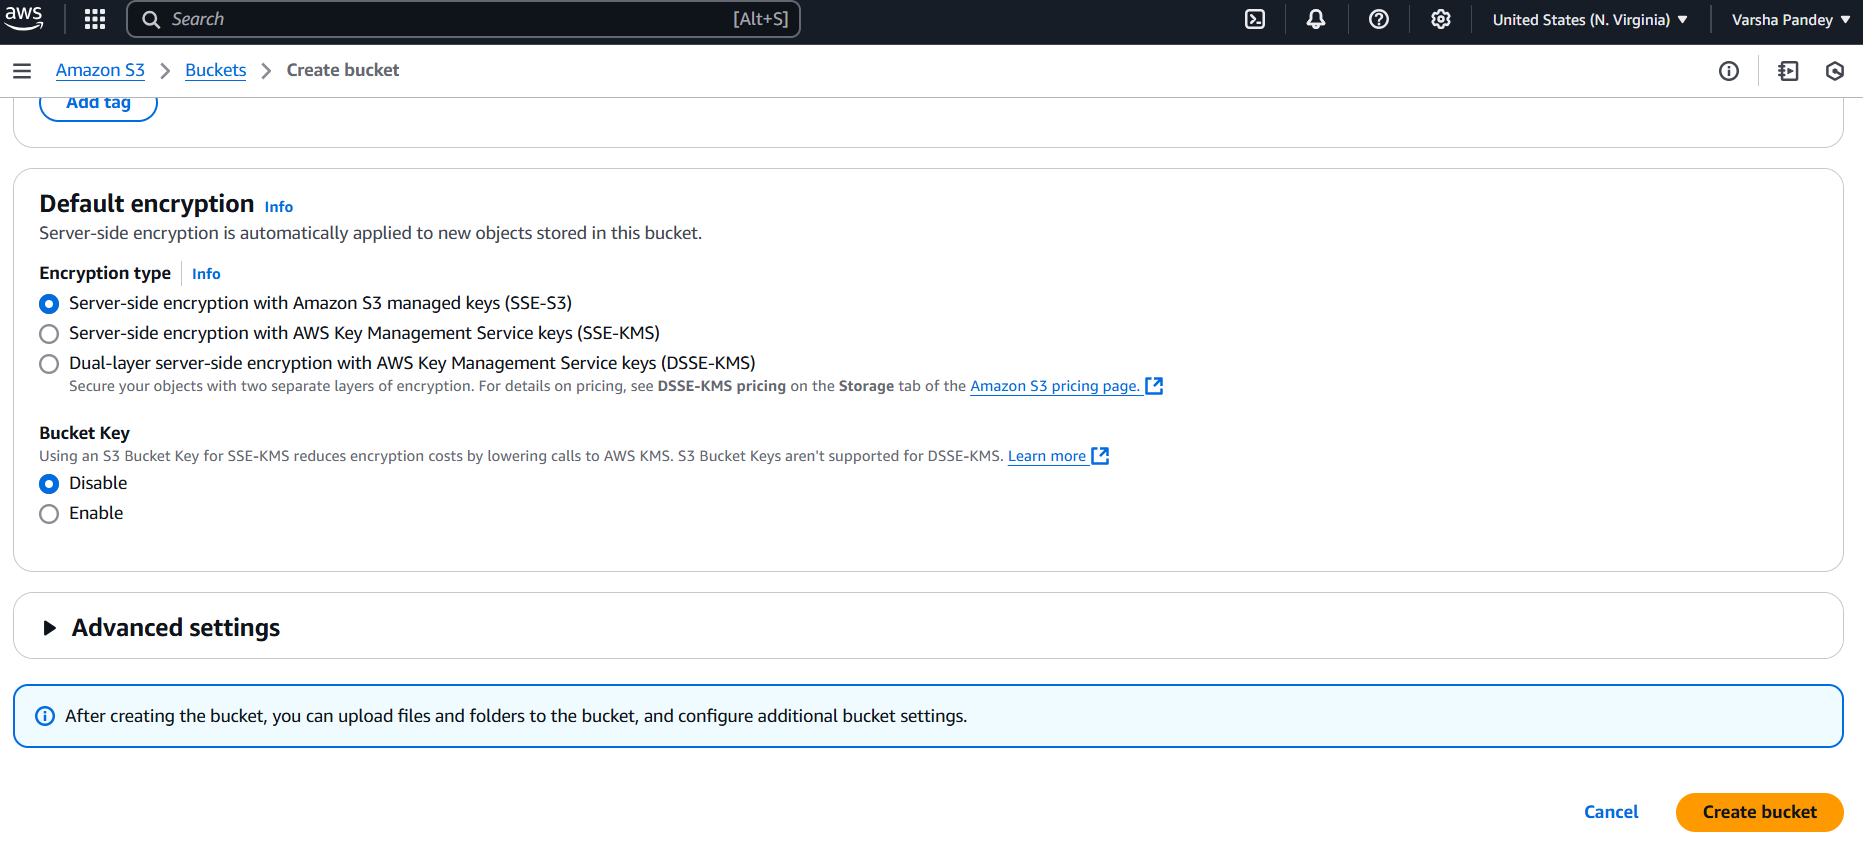 aws
Search
[Alt+S]
United States (N. Virginia)
Varsha Pandey
Amazon S3
Buckets
Create bucket
Add tag
Default encryption Info
Server-side encryption is automatically applied to new objects stored in this bucket.
Encryption type Info
Server-side encryption with Amazon S3 managed keys (SSE-S3)
Server-side encryption with AWS Key Management Service keys (SSE-KMS)
Dual-layer server-side encryption with AWS Key Management Service keys (DSSE-KMS)
Secure your objects with two separate layers of encryption. For details on pricing, see DSSE-KMS pricing on the Storage tab of the Amazon S3 pricing page.
Bucket Key
Using an S3 Bucket Key for SSE-KMS reduces encryption costs by lowering calls to AWS KMS. S3 Bucket Keys aren't supported for DSSE-KMS. Learn more
Disable
Enable
Advanced settings
After creating the bucket, you can upload files and folders to the bucket, and configure additional bucket settings.
Cancel
Create bucket